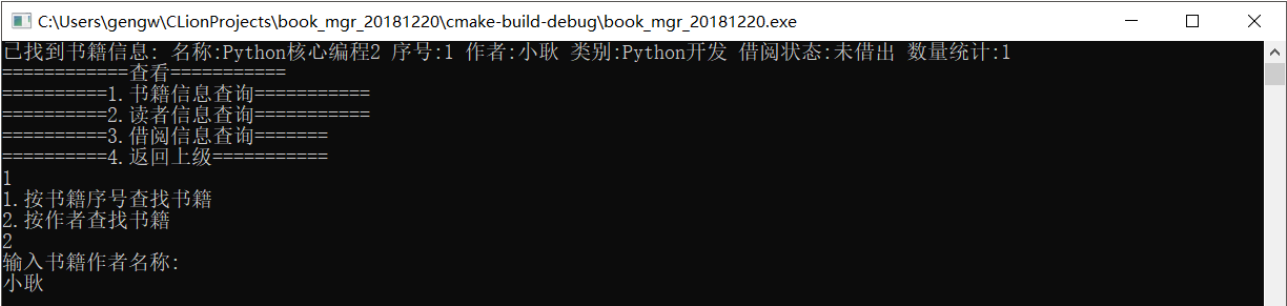 C:\Users\gengw\CLionProjects\book_mgr_20181220\cmake-build-debug\book_mgr_20181220.exe
已找到书籍信息: 名称:Python核心编程2 序号:1 作者:小耿 类别:Python开发 借阅状态:未借出 数量统计:1
============查看===========
==========1.书籍信息查询===========
==========2.读者信息查询===========
==========3.借阅信息查询=======
==========4.返回上级===========
1
1.按书籍序号查找书籍
2.按作者查找书籍
2
输入书籍作者名称:
小耿